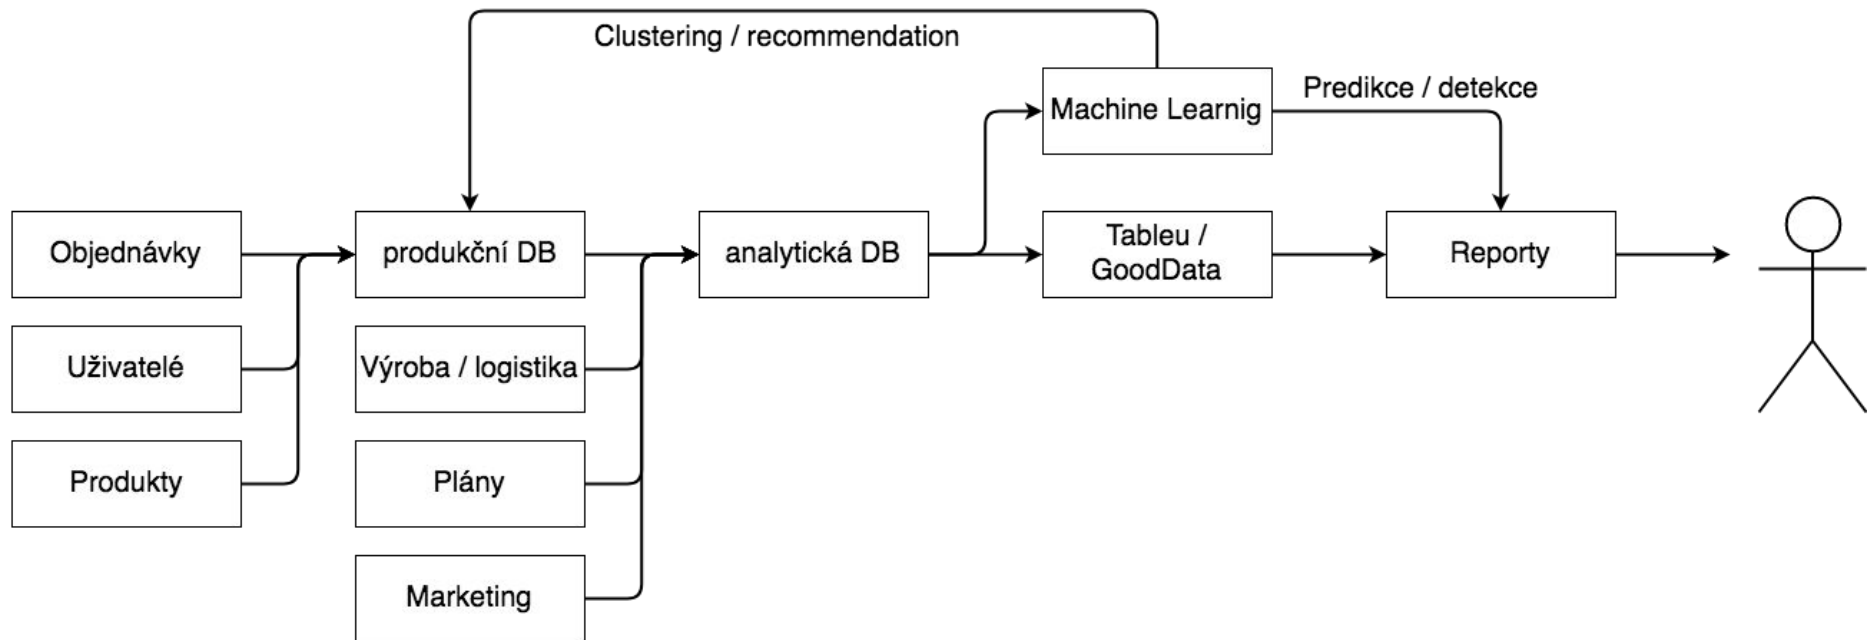 Clustering / recommendation
Machine Learnig
Predikce / detekce
Objednávky
produkční DB
analytická DB
Tableu /
GoodData
Reporty
Uživatelé
Výroba / logistika
Produkty
Plány
Marketing